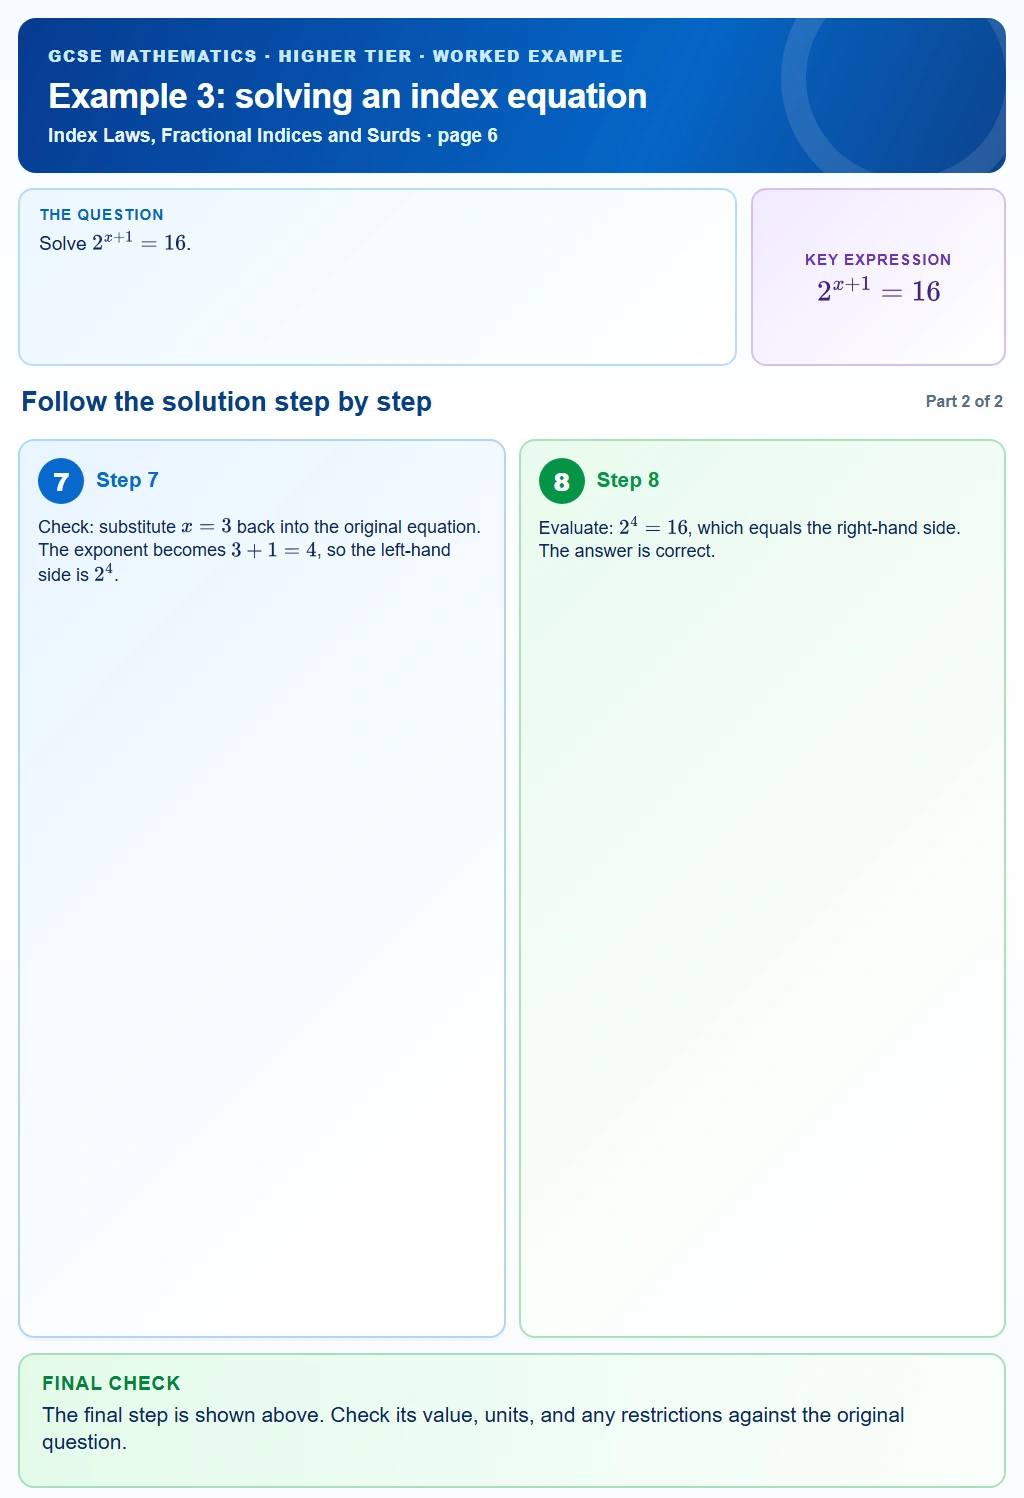 GCSE MATHEMATICS · HIGHER TIER · WORKED EXAMPLE
Example 3: solving an index equation
Index Laws, Fractional Indices and Surds · page 6
THE QUESTION
Solve $2^{x+1} = 16$.
KEY EXPRESSION
$2^{x+1} = 16$
Follow the solution step by step
Part 2 of 2
7 Step 7
Check: substitute $x = 3$ back into the original equation.
The exponent becomes $3 + 1 = 4$, so the left-hand
side is $2^4$.
8 Step 8
Evaluate: $2^4 = 16$, which equals the right-hand side.
The answer is correct.
FINAL CHECK
The final step is shown above. Check its value, units, and any restrictions against the original
question.